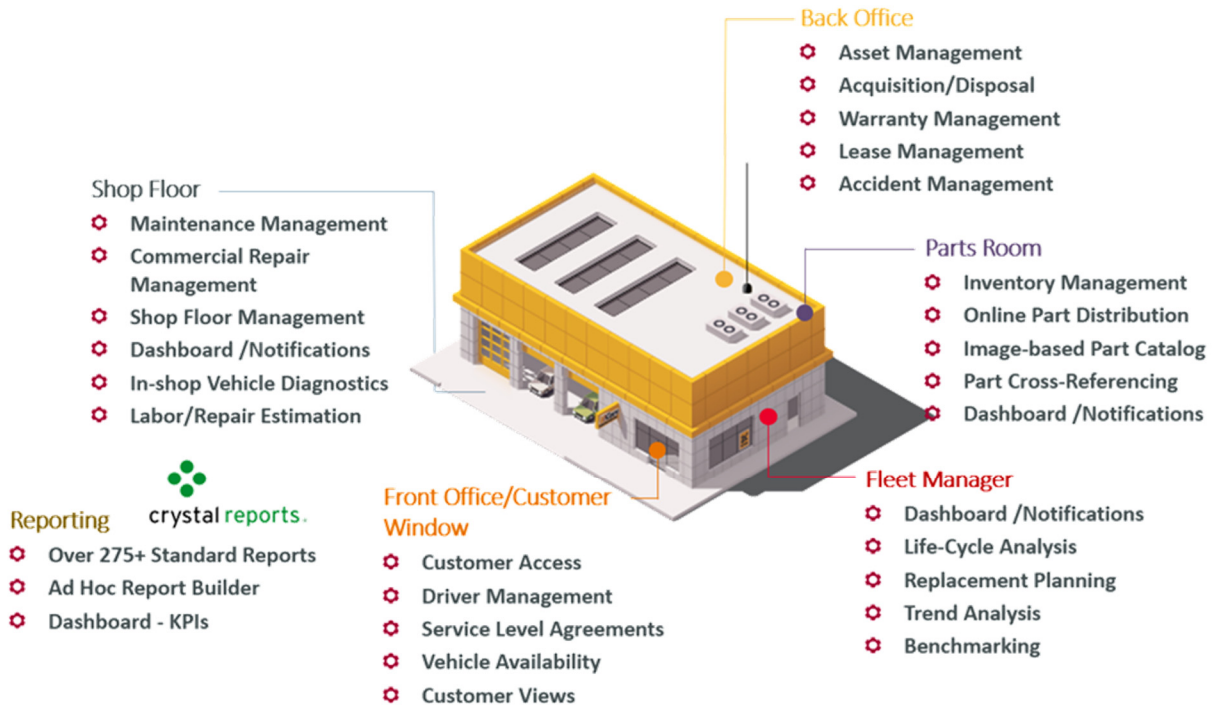 Back Office
Asset Management
Acquisition/Disposal
Warranty Management
Lease Management
Accident Management
Shop Floor
Maintenance Management
Commercial Repair
Management
Shop Floor Management
Dashboard /Notifications
In-shop Vehicle Diagnostics
Labor/Repair Estimation
Parts Room
Inventory Management
Online Part Distribution
Image-based Part Catalog
Part Cross-Referencing
Dashboard /Notifications
crystal reports.
Reporting
Over 275+ Standard Reports
Ad Hoc Report Builder
Dashboard - KPIs
Front Office/Customer
Window
Customer Access
Driver Management
Service Level Agreements
Vehicle Availability
Customer Views
Fleet Manager
Dashboard /Notifications
Life-Cycle Analysis
Replacement Planning
Trend Analysis
Benchmarking